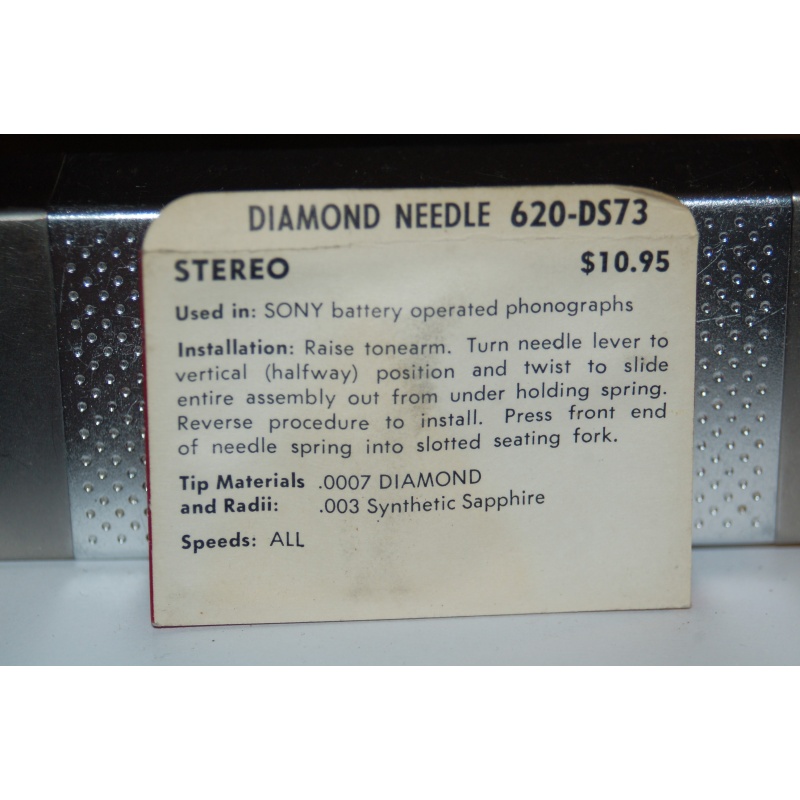 DIAMOND NEEDLE 620-DS73
STEREO $10.95
Used in: SONY battery operated phonographs
Installation: Raise tonearm. Turn needle lever to
vertical (halfway) position and twist to slide
entire assembly out from under holding spring.
Reverse procedure to install. Press front end
of needle spring into slotted seating fork.
Tip Materials .0007 DIAMOND
and Radii: .003 Synthetic Sapphire
Speeds: ALL